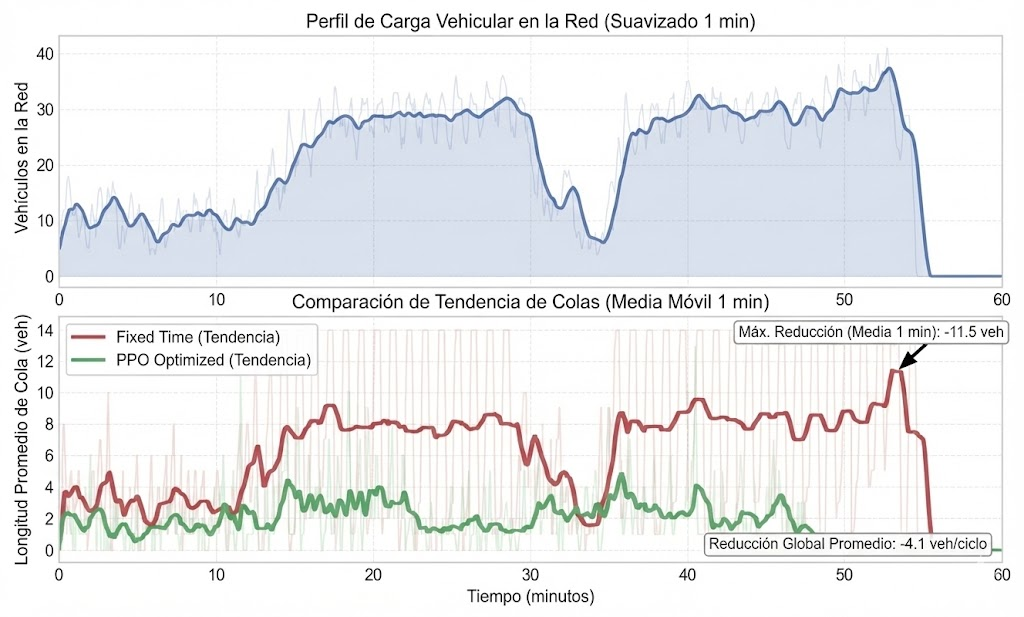 Perfil de Carga Vehicular en la Red (Suavizado 1 min)
Vehículos en la Red
40
30
20
10
0
0 10 20 30 40 50 60
Comparación de Tendencia de Colas (Media Móvil 1 min)
Longitud Promedio de Cola (veh)
14
12
10
8
6
4
2
0
Fixed Time (Tendencia)
PPO Optimized (Tendencia)
Máx. Reducción (Media 1 min): -11.5 veh
Reducción Global Promedio: -4.1 veh/ciclo
0 10 20 30 40 50 60
Tiempo (minutos)